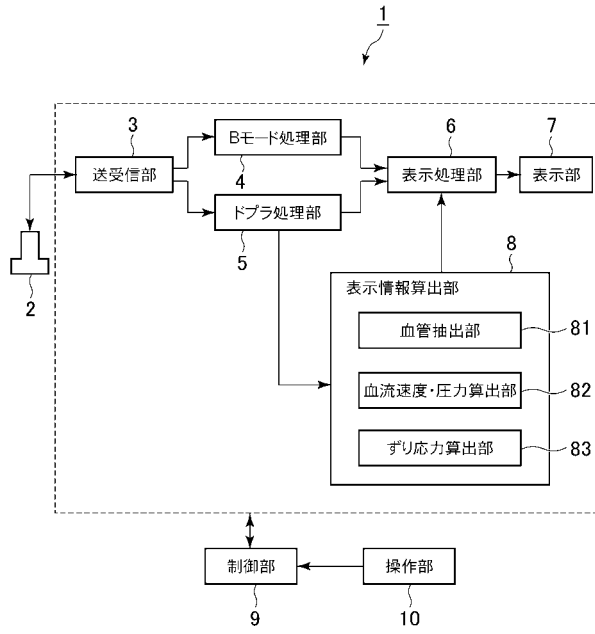 1
3
送受信部
Bモード処理部
4
ドプラ処理部
5
6
表示処理部
7
表示部
2
8
表示情報算出部
血管抽出部
81
血流速度・圧力算出部
82
ずり応力算出部
83
制御部
9
操作部
10